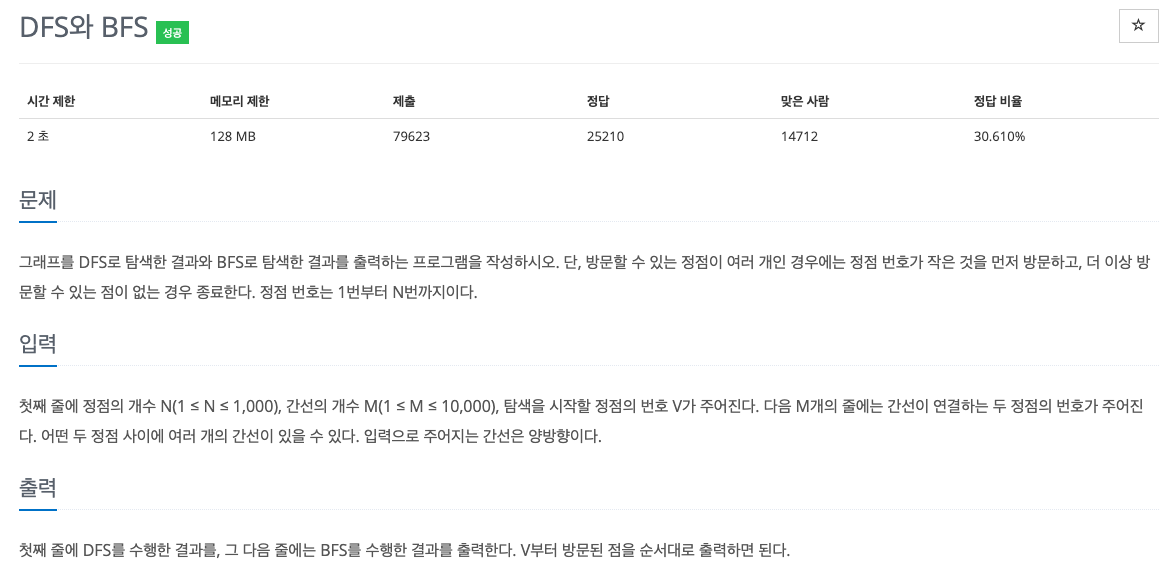 DFS와 BFS 성공
☆
시간 제한 메모리 제한 제출 정답 맞은 사람 정답 비율
2 초 128 MB 79623 25210 14712 30.610%
문제
그래프를 DFS로 탐색한 결과와 BFS로 탐색한 결과를 출력하는 프로그램을 작성하시오. 단, 방문할 수 있는 정점이 여러 개인 경우에는 정점 번호가 작은 것을 먼저 방문하고, 더 이상 방
문할 수 있는 점이 없는 경우 종료한다. 정점 번호는 1번부터 N번까지이다.
입력
첫째 줄에 정점의 개수 N(1 ≤ N ≤ 1,000), 간선의 개수 M(1 ≤ M ≤ 10,000), 탐색을 시작할 정점의 번호 V가 주어진다. 다음 M개의 줄에는 간선이 연결하는 두 정점의 번호가 주어진
다. 어떤 두 정점 사이에 여러 개의 간선이 있을 수 있다. 입력으로 주어지는 간선은 양방향이다.
출력
첫째 줄에 DFS를 수행한 결과를, 그 다음 줄에는 BFS를 수행한 결과를 출력한다. V부터 방문된 점을 순서대로 출력하면 된다.